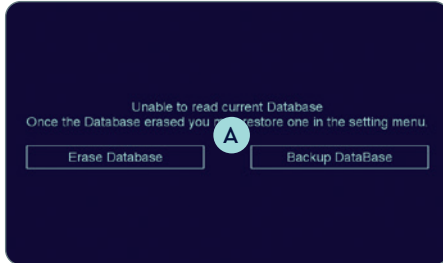 Unable to read current Database
Once the Database erased you restore one in the setting menu.
A
Erase Database
Backup DataBase